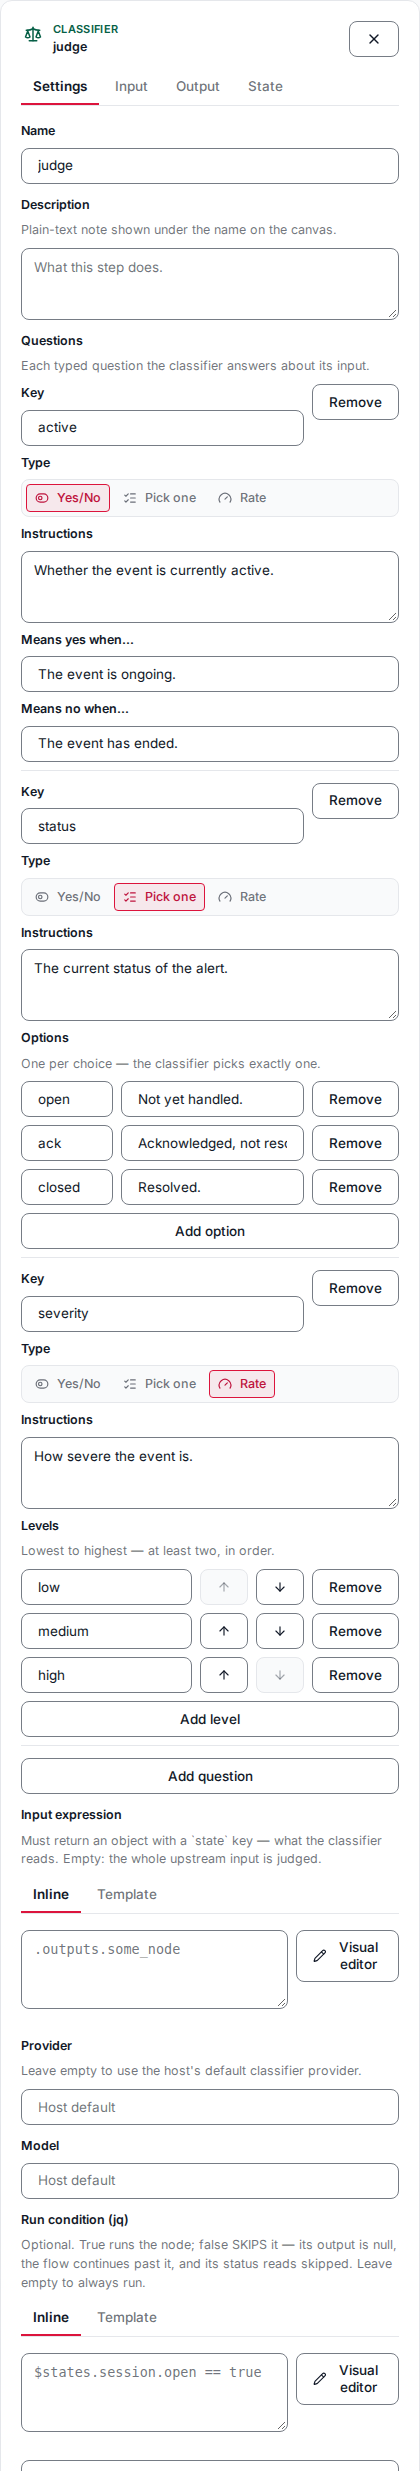 CLASSIFIER
judge
Settings Input Output State
Name
judge
Description
Plain-text note shown under the name on the canvas.
What this step does.
Questions
Each typed question the classifier answers about its input.
Key
Remove
active
Type
Yes/No Pick one Rate
Instructions
Whether the event is currently active.
Means yes when...
The event is ongoing.
Means no when...
The event has ended.
Key
Remove
status
Type
Yes/No Pick one Rate
Instructions
The current status of the alert.
Options
One per choice — the classifier picks exactly one.
open Not yet handled. Remove
ack Acknowledged, not reso Remove
closed Resolved. Remove
Add option
Key
Remove
severity
Type
Yes/No Pick one Rate
Instructions
How severe the event is.
Levels
Lowest to highest — at least two, in order.
low ↑ ↓ Remove
medium ↑ ↓ Remove
high ↑ ↓ Remove
Add level
Add question
Input expression
Must return an object with a `state` key — what the classifier
reads. Empty: the whole upstream input is judged.
Inline Template
.outputs.some_node
Visual
editor
Provider
Leave empty to use the host's default classifier provider.
Host default
Model
Host default
Run condition (jq)
Optional. True runs the node; false SKIPS it — its output is null,
the flow continues past it, and its status reads skipped. Leave
empty to always run.
Inline Template
$states.session.open == true
Visual
editor